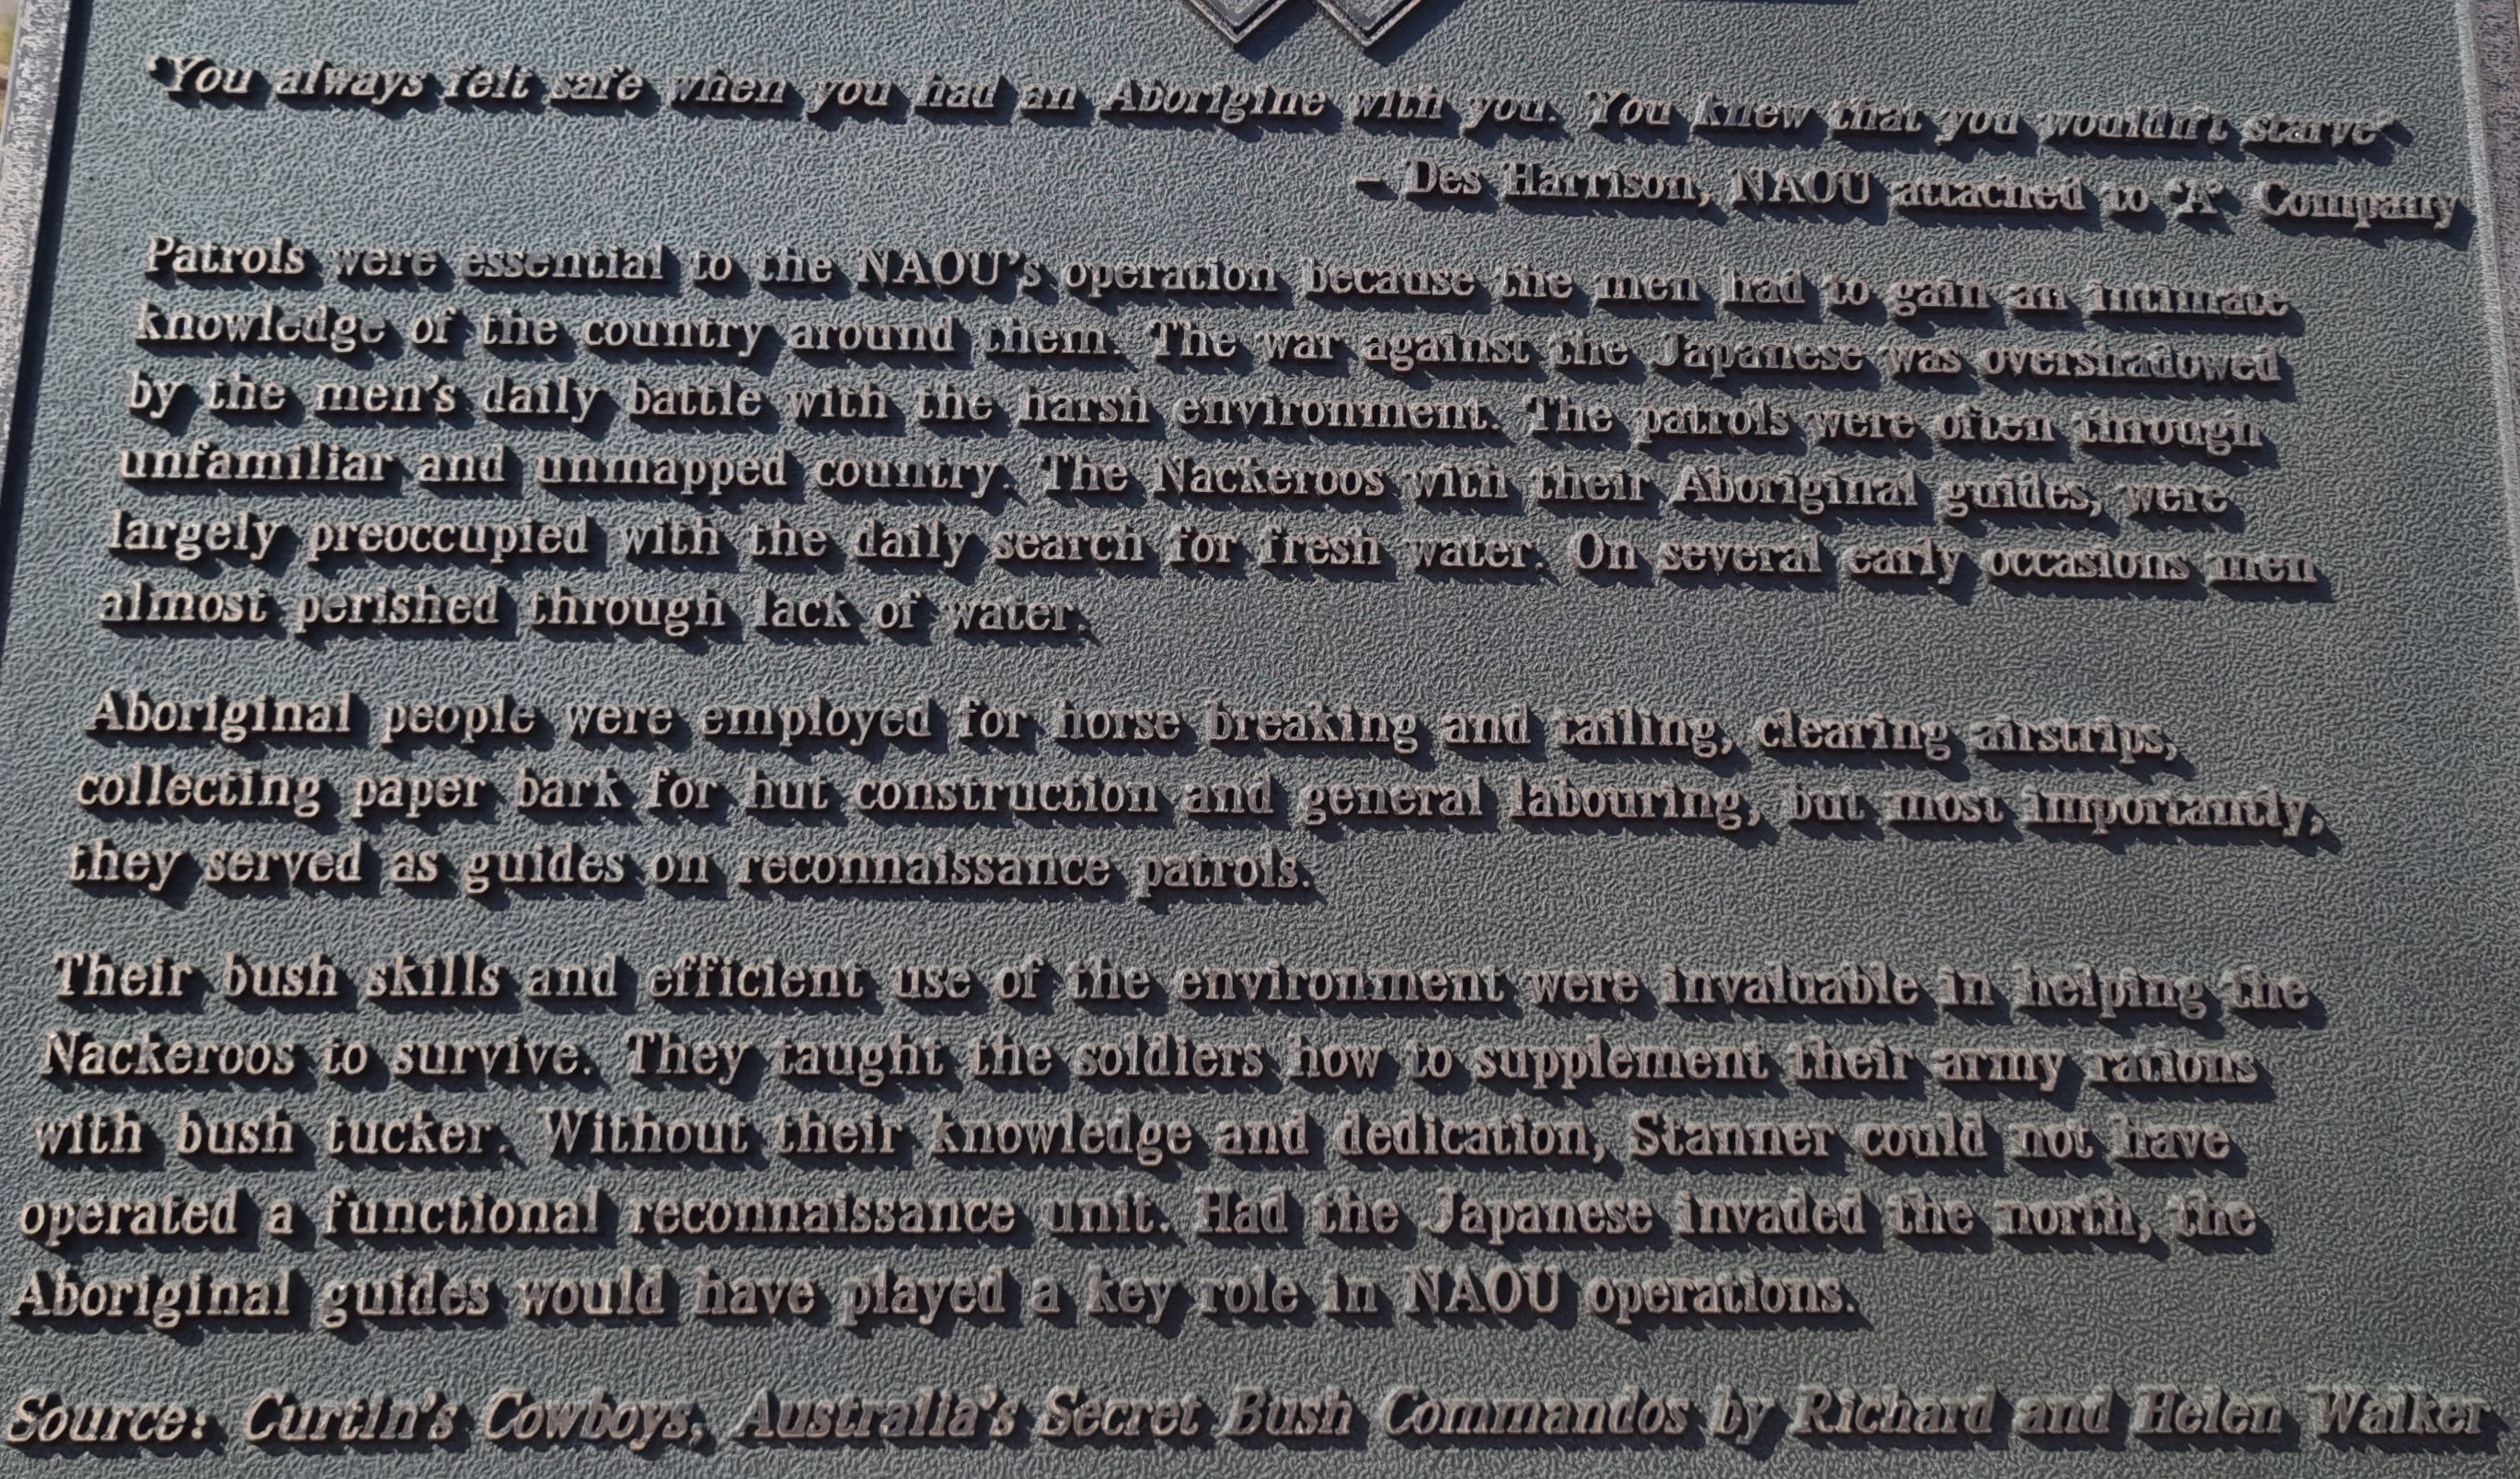 'You always felt safe when you had an Aborigine with you. You knew that you wouldn't starve'
– Des Harrison, NAOU attached to 'A' Company
Patrols were essential to the NAOU's operation because the men had to gain an intimate
knowledge of the country around them. The war against the Japanese was overshadowed
by the men's daily battle with the harsh environment. The patrols were often through
unfamiliar and unmapped country. The Nackeroos with their Aboriginal guides, were
largely preoccupied with the daily search for fresh water. On several early occasions men
almost perished through lack of water.
Aboriginal people were employed for horse breaking and tailing, clearing airstrips,
collecting paper bark for hut construction and general labouring, but most importantly,
they served as guides on reconnaissance patrols.
Their bush skills and efficient use of the environment were invaluable in helping the
Nackeroos to survive. They taught the soldiers how to supplement their army rations
with bush tucker. Without their knowledge and dedication, Stanner could not have
operated a functional reconnaissance unit. Had the Japanese invaded the north, the
Aboriginal guides would have played a key role in NAOU operations.
Source: Curtin's Cowboys, Australia's Secret Bush Commandos by Richard and Helen Walker